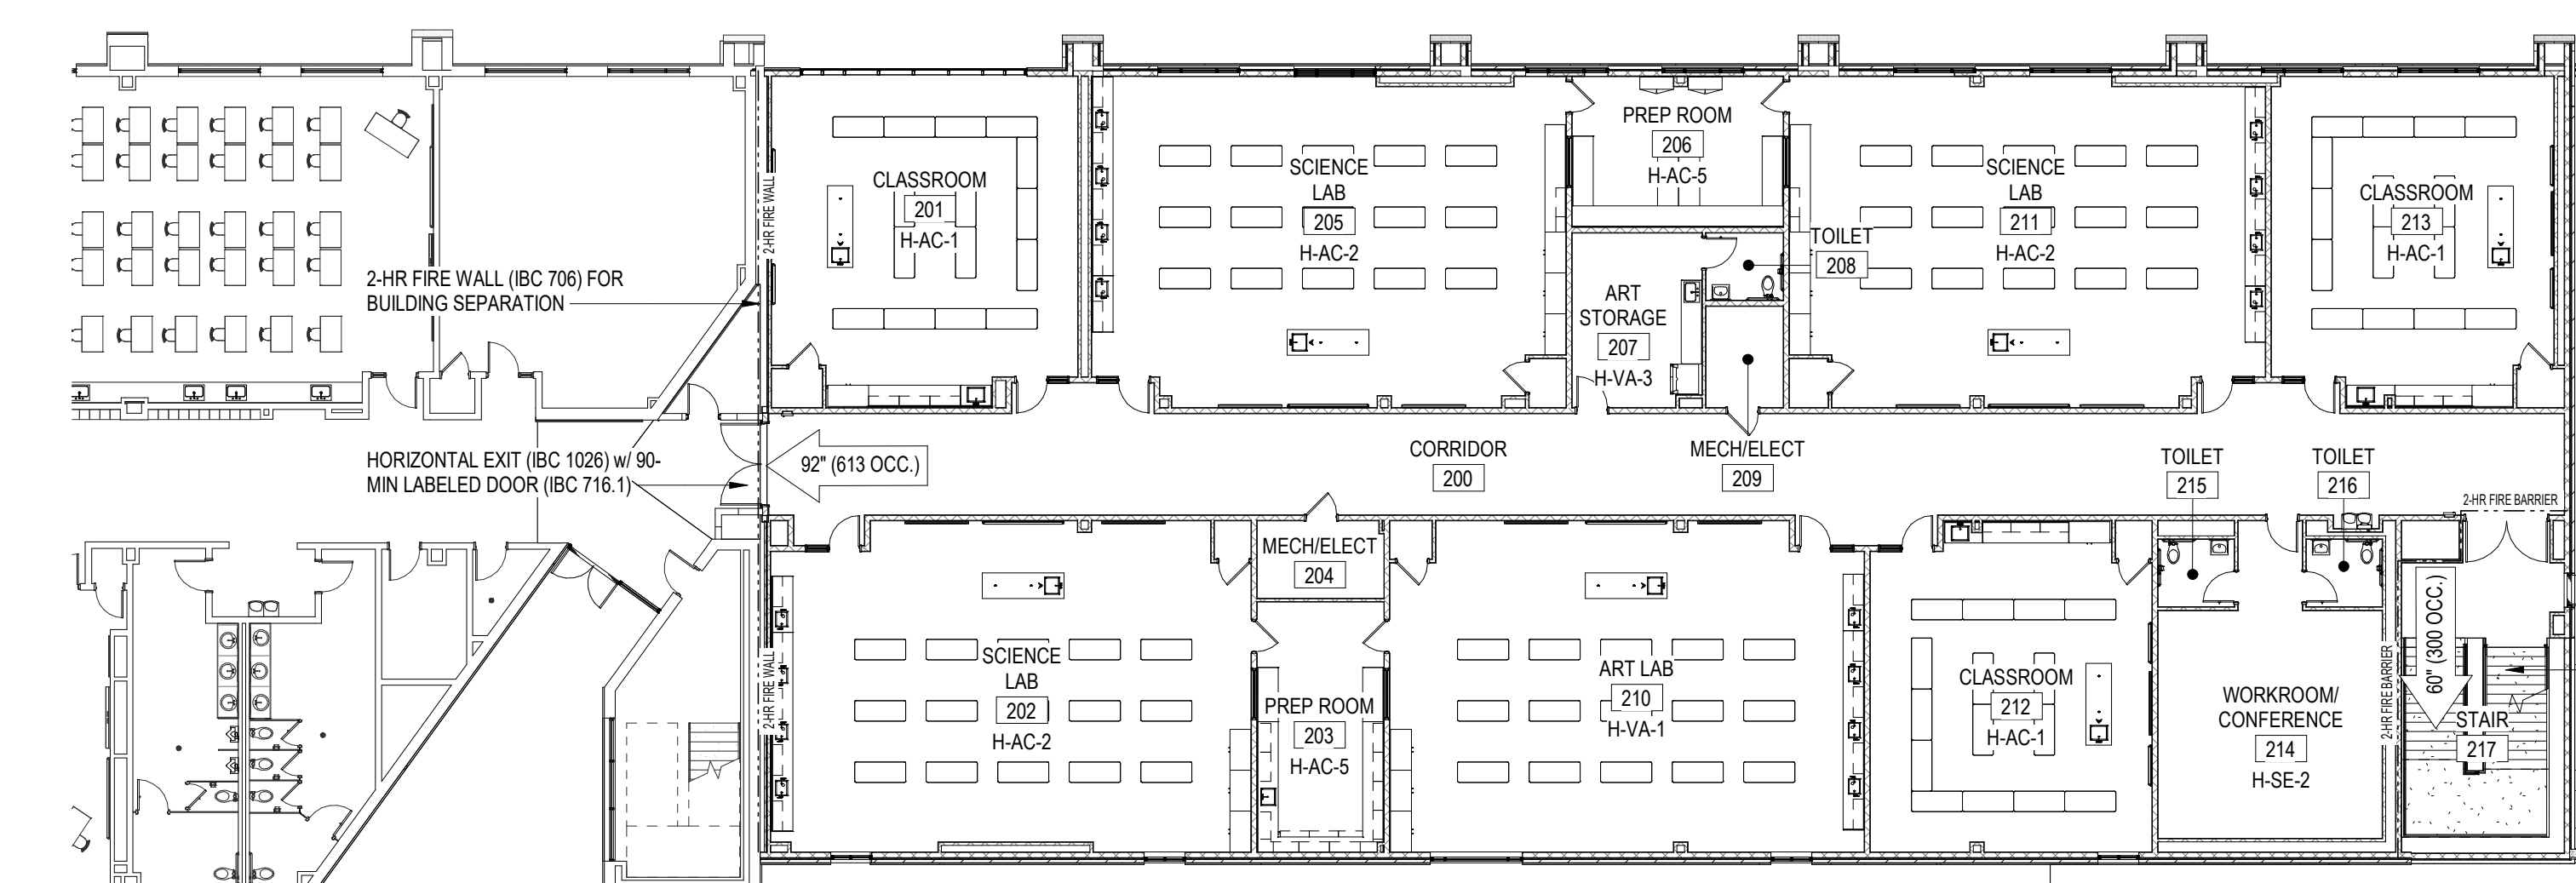 PREP ROOM
206
H-AC-5
CLASSROOM
201
H-AC-1
SCIENCE
LAB
205
H-AC-2
SCIENCE
LAB
211
H-AC-2
CLASSROOM
213
H-AC-1
2-HR FIRE WALL
TOILET
208
2-HR FIRE WALL (IBC 706) FOR
BUILDING SEPARATION
ART
STORAGE
207
H-VA-3
HORIZONTAL EXIT (IBC 1026) w/ 90-
MIN LABELED DOOR (IBC 716.1)
92" (613 OCC.)
CORRIDOR
200
MECH/ELECT
209
TOILET
215
TOILET
216
2-HR FIRE BARRIER
MECH/ELECT
204
SCIENCE
LAB
202
H-AC-2
2-HR FIRE WALL
PREP ROOM
203
H-AC-5
ART LAB
210
H-VA-1
CLASSROOM
212
H-AC-1
WORKROOM/
CONFERENCE
214
H-SE-2
2-HR FIRE BARRIER
60" (300 OCC.)
STAIR
217